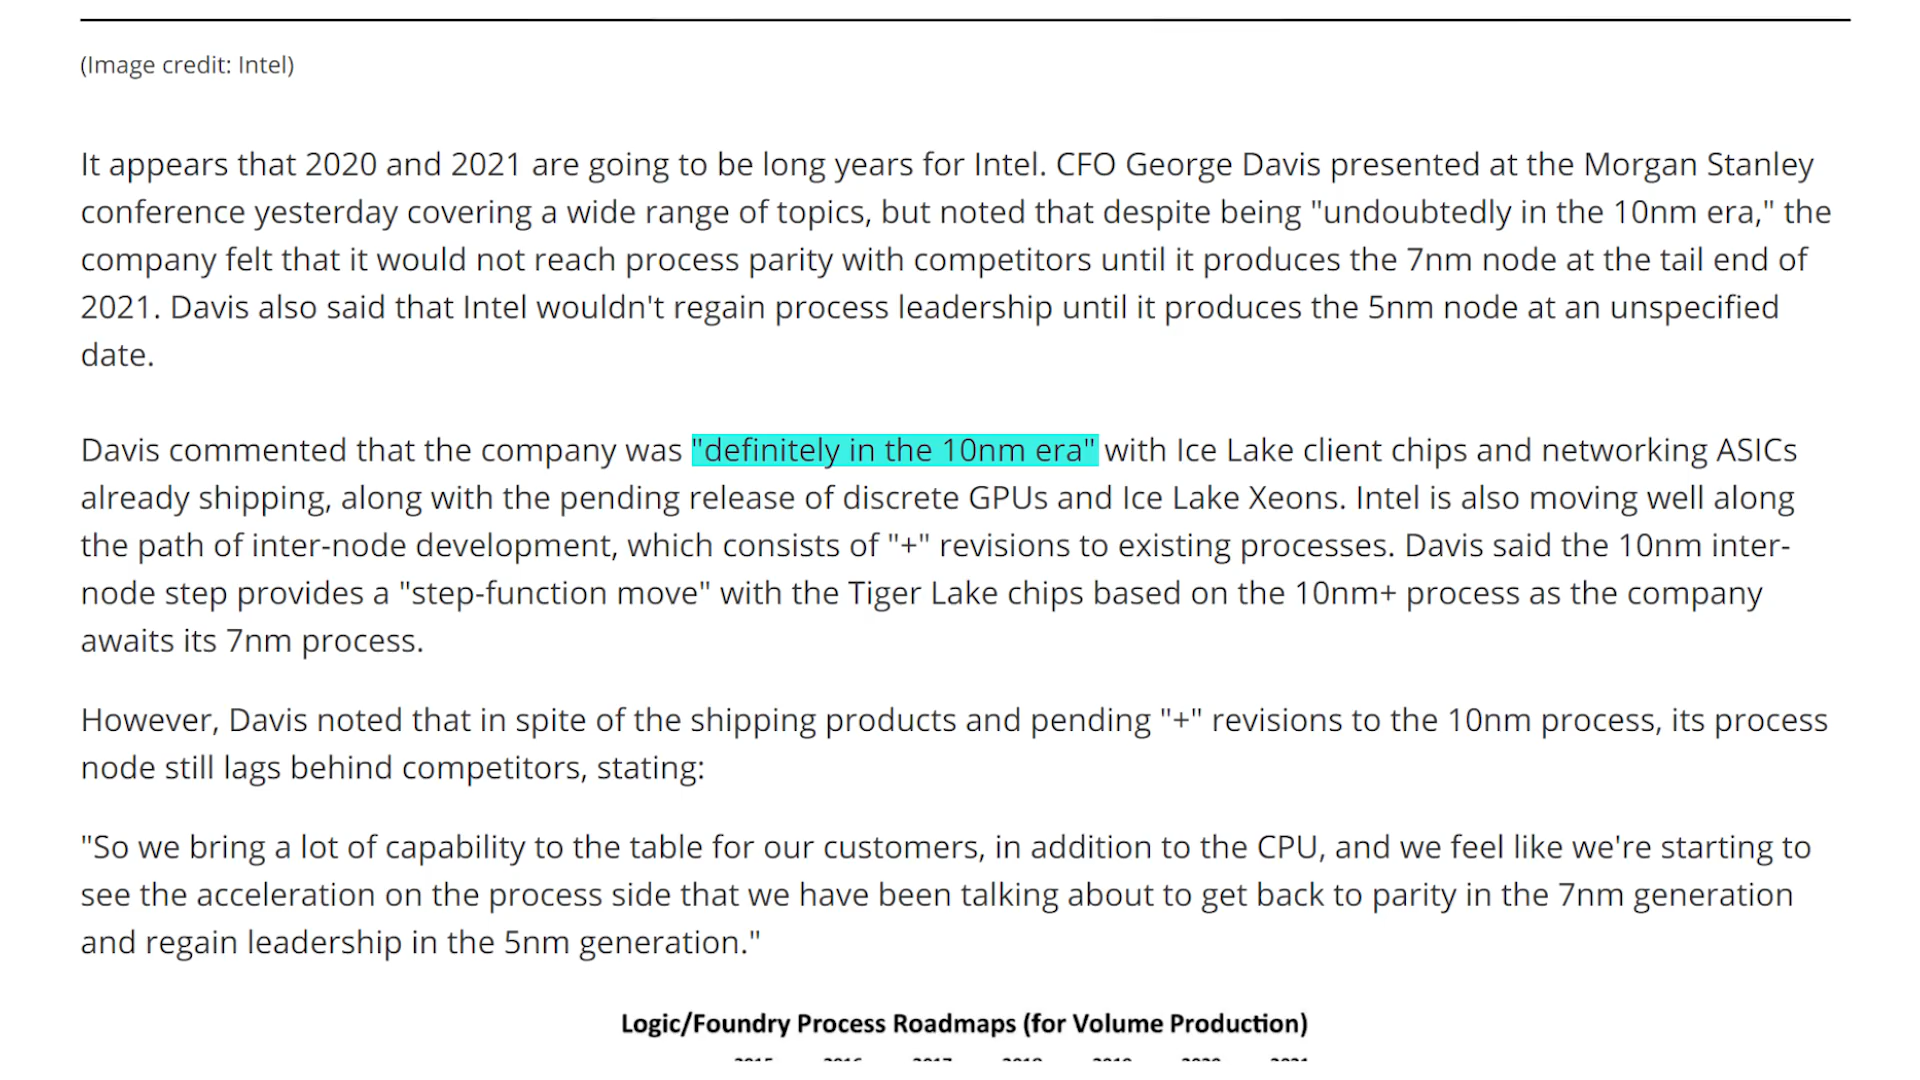 (Image credit: Intel)
It appears that 2020 and 2021 are going to be long years for Intel. CFO George Davis presented at the Morgan Stanley
conference yesterday covering a wide range of topics, but noted that despite being "undoubtedly in the 10nm era," the
company felt that it would not reach process parity with competitors until it produces the 7nm node at the tail end of
2021. Davis also said that Intel wouldn't regain process leadership until it produces the 5nm node at an unspecified
date.
Davis commented that the company was "definitely in the 10nm era" with Ice Lake client chips and networking ASICs
already shipping, along with the pending release of discrete GPUs and Ice Lake Xeons. Intel is also moving well along
the path of inter-node development, which consists of "+" revisions to existing processes. Davis said the 10nm inter-
node step provides a "step-function move" with the Tiger Lake chips based on the 10nm+ process as the company
awaits its 7nm process.
However, Davis noted that in spite of the shipping products and pending "+" revisions to the 10nm process, its process
node still lags behind competitors, stating:
"So we bring a lot of capability to the table for our customers, in addition to the CPU, and we feel like we're starting to
see the acceleration on the process side that we have been talking about to get back to parity in the 7nm generation
and regain leadership in the 5nm generation."
Logic/Foundry Process Roadmaps (for Volume Production)
2015 2016 2017 2018 2019 2020 2021